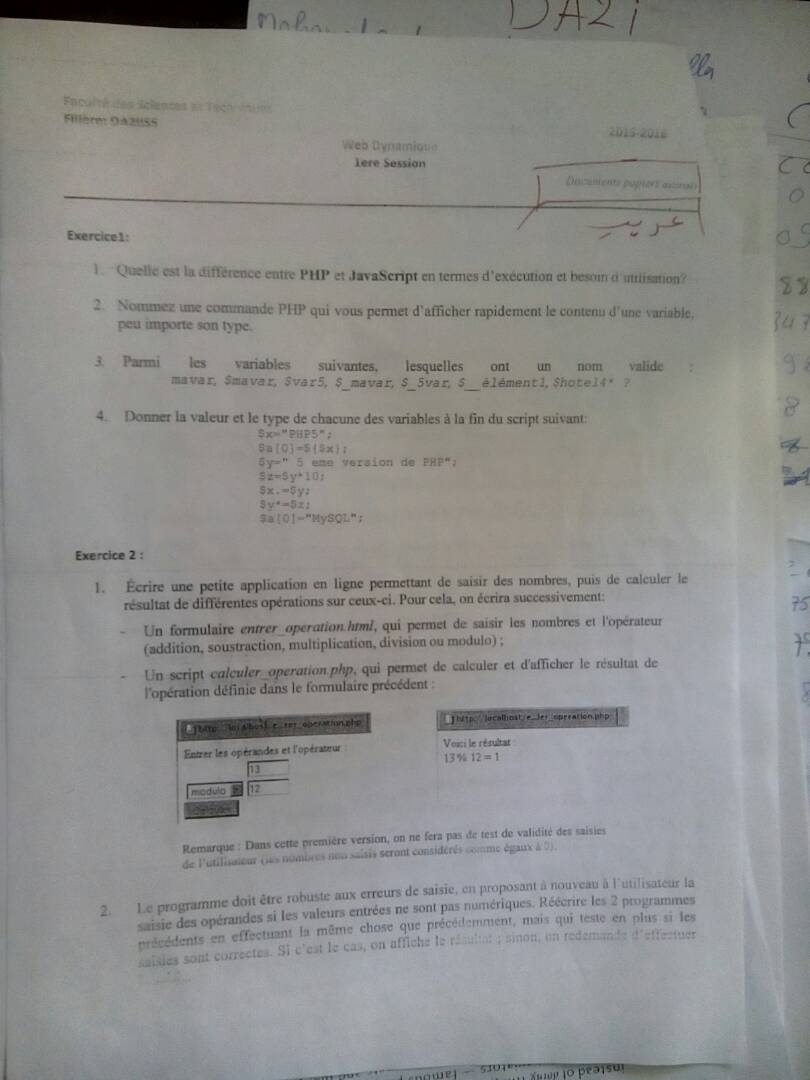 DA2i
Faculté des Sciences et Techniques
Filière: DA2I/S5
2015-2016
Web Dynamique
1ere Session
Documents papiers autorisés
غريب
Exercice1:
1. Quelle est la différence entre PHP et JavaScript en termes d'exécution et besoin d'utilisation?
2. Nommez une commande PHP qui vous permet d'afficher rapidement le contenu d'une variable,
peu importe son type.
3. Parmi les variables suivantes, lesquelles ont un nom valide :
mavar, $mavar, $var5, $_mavar, $_5var, $__élément1, $hotel4* ?
4. Donner la valeur et le type de chacune des variables à la fin du script suivant:
$x="PHP5";
$a[0]=&$x;
$y=" 5 eme version de PHP";
$z=$y*10;
$x.=$y;
$y*=$z;
$a[0]="MySQL";
Exercice 2 :
1. Écrire une petite application en ligne permettant de saisir des nombres, puis de calculer le
résultat de différentes opérations sur ceux-ci. Pour cela, on écrira successivement:
- Un formulaire entrer_operation.html, qui permet de saisir les nombres et l'opérateur
(addition, soustraction, multiplication, division ou modulo) ;
- Un script calculer_operation.php, qui permet de calculer et d'afficher le résultat de
l'opération définie dans le formulaire précédent :
Entrer les opérandes et l'opérateur
13
modulo 12
Voici le résultat
13 % 12 = 1
Remarque : Dans cette première version, on ne fera pas de test de validité des saisies
de l'utilisateur (les nombres non saisis seront considérés comme égaux à 0).
2. Le programme doit être robuste aux erreurs de saisie, en proposant à nouveau à l'utilisateur la
saisie des opérandes si les valeurs entrées ne sont pas numériques. Réécrire les 2 programmes
précédents en effectuant la même chose que précédemment, mais qui teste en plus si les
saisies sont correctes. Si c'est le cas, on affiche le résultat ; sinon, on redemande d'effectuer